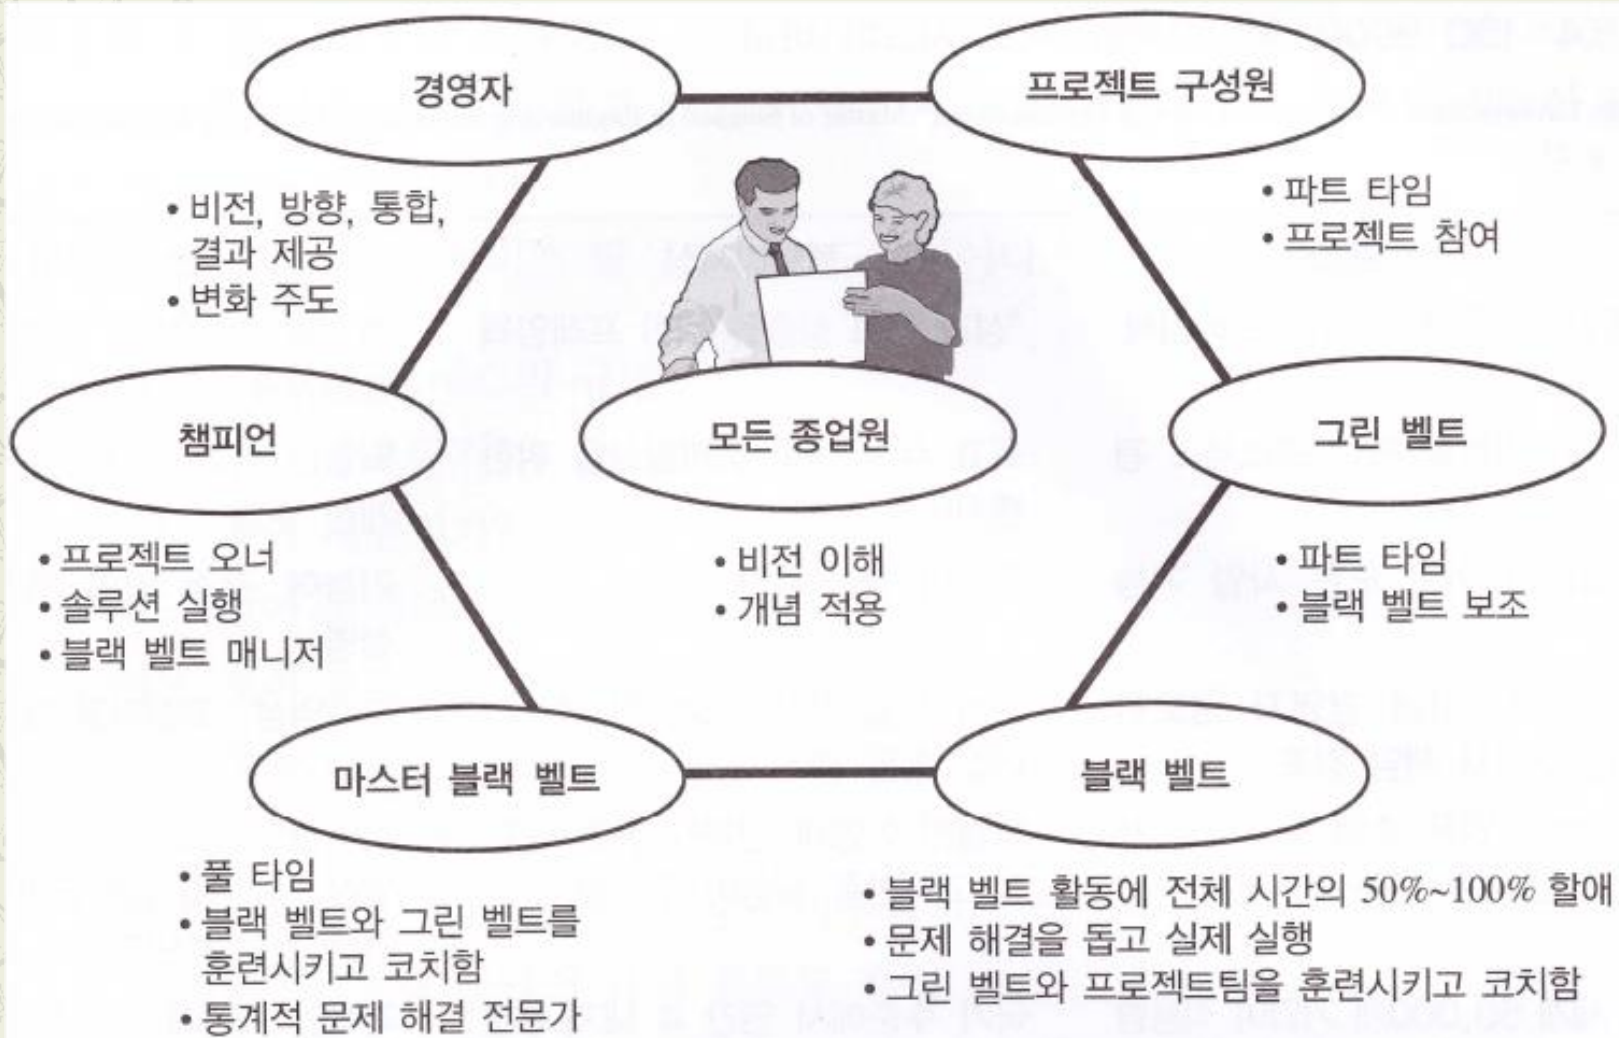 경영자
• 비전, 방향, 통합,
결과 제공
• 변화 주도
프로젝트 구성원
• 파트 타임
• 프로젝트 참여
챔피언
• 프로젝트 오너
• 솔루션 실행
• 블랙 벨트 매니저
모든 종업원
• 비전 이해
• 개념 적용
그린 벨트
• 파트 타임
• 블랙 벨트 보조
마스터 블랙 벨트
• 풀 타임
• 블랙 벨트와 그린 벨트를
훈련시키고 코치함
• 통계적 문제 해결 전문가
블랙 벨트
• 블랙 벨트 활동에 전체 시간의 50%~100% 할애
• 문제 해결을 돕고 실제 실행
• 그린 벨트와 프로젝트팀을 훈련시키고 코치함